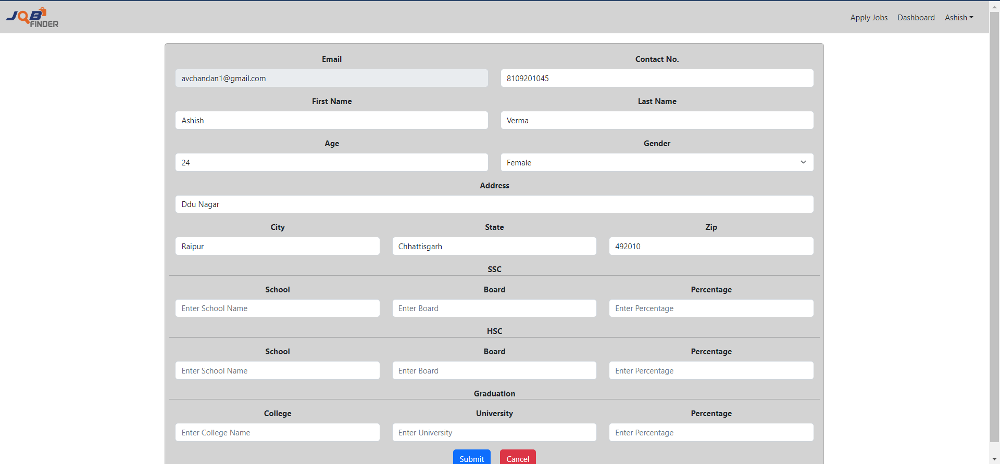 JOB FINDER
Apply Jobs Dashboard Ashish
Email Contact No.
avchandan1@gmail.com 8109201045
First Name Last Name
Ashish Verma
Age Gender
24 Female
Address
Ddu Nagar
City State Zip
Raipur Chhattisgarh 492010
SSC
School Board Percentage
Enter School Name Enter Board Enter Percentage
HSC
School Board Percentage
Enter School Name Enter Board Enter Percentage
Graduation
College University Percentage
Enter College Name Enter University Enter Percentage
Submit Cancel